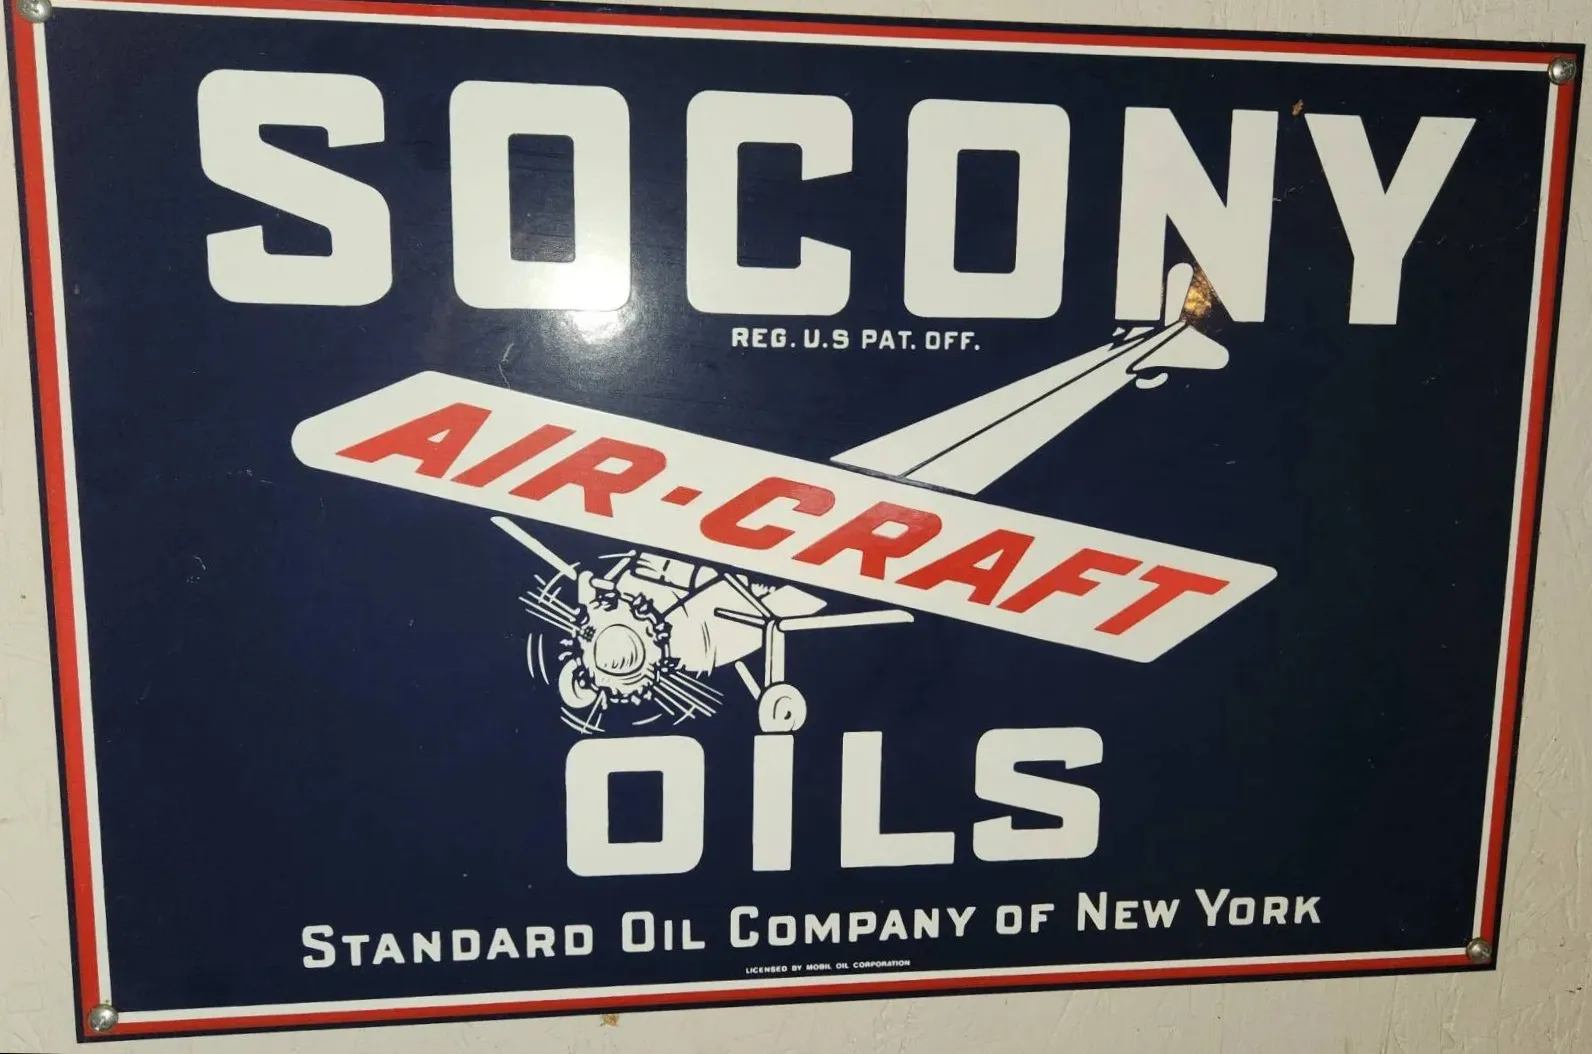 SOCONY
REG. U.S PAT. OFF.
AIR·CRAFT
OILS
STANDARD OIL COMPANY OF NEW YORK
LICENSED BY MOBIL OIL CORPORATION